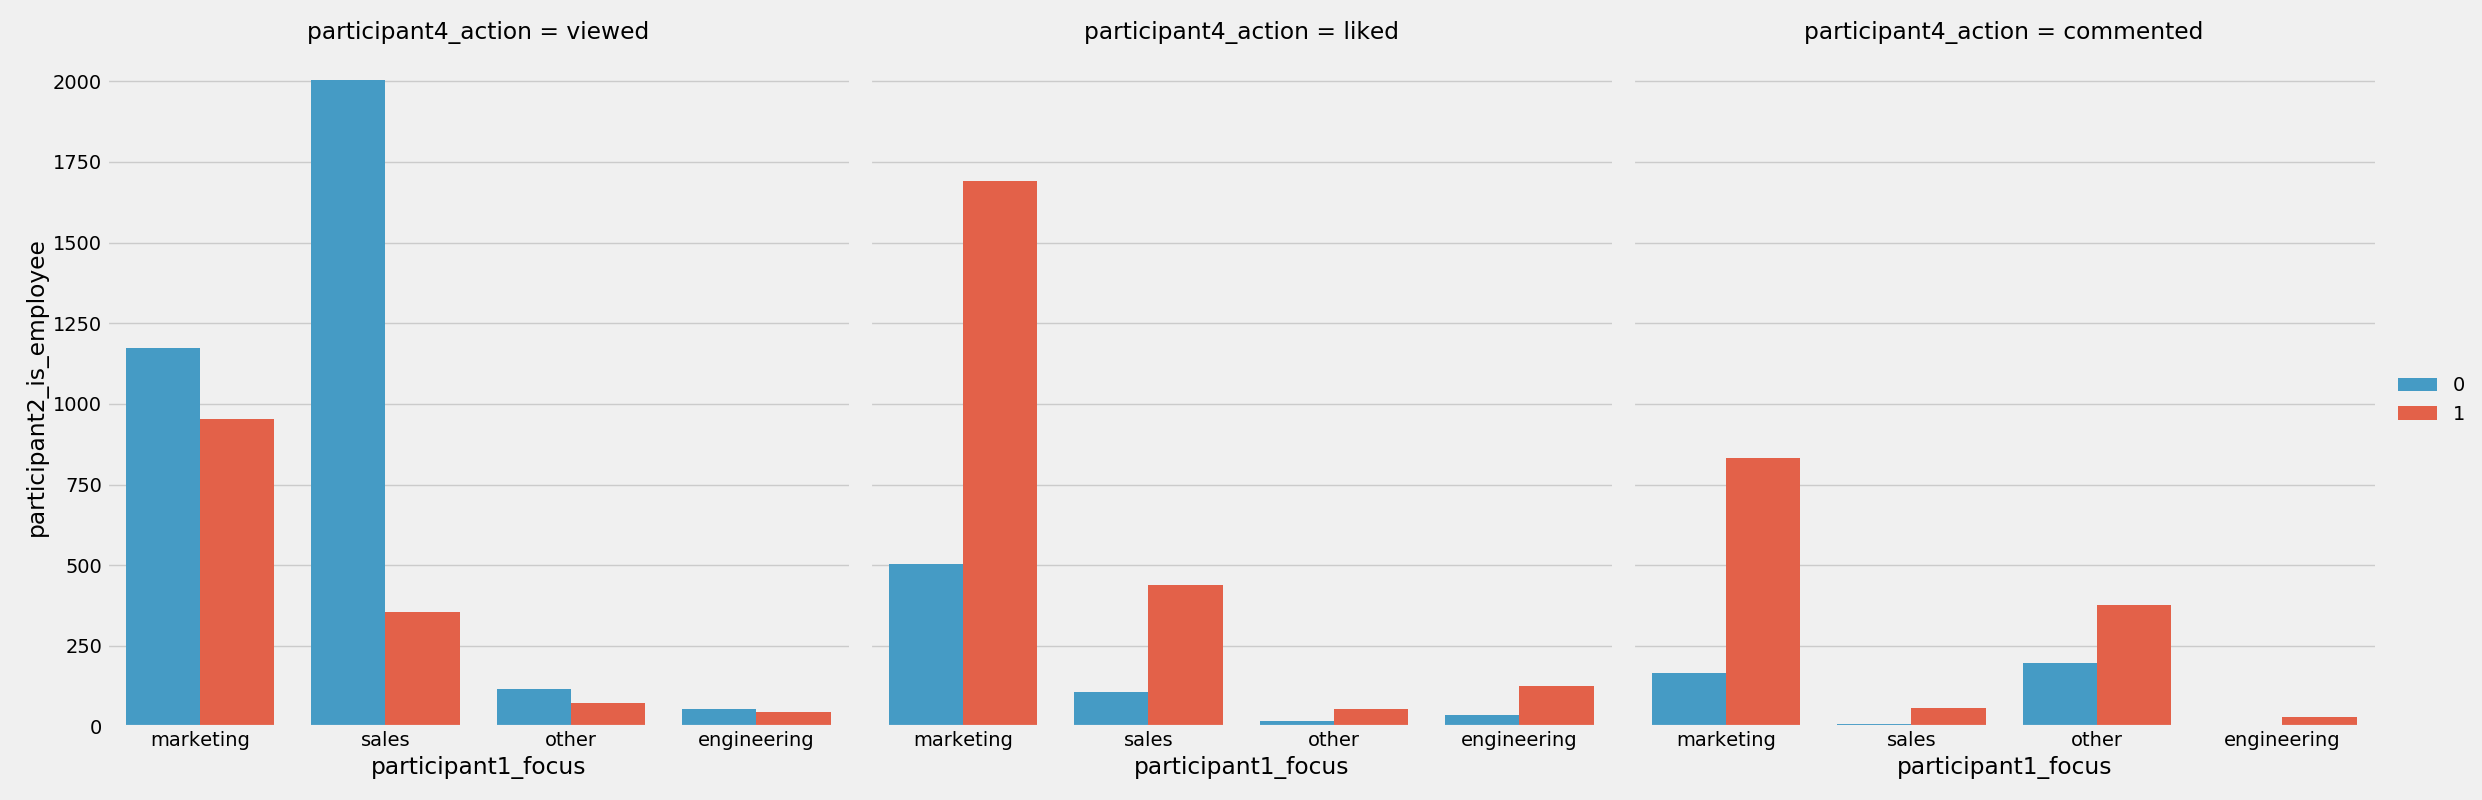 participant4_action = viewed
participant4_action = liked
participant4_action = commented
participant2_is_employee
2000
1750
1500
1250
1000
750
500
250
0
marketing
sales
other
engineering
marketing
sales
other
engineering
marketing
sales
other
engineering
participant1_focus
participant1_focus
participant1_focus
0
1